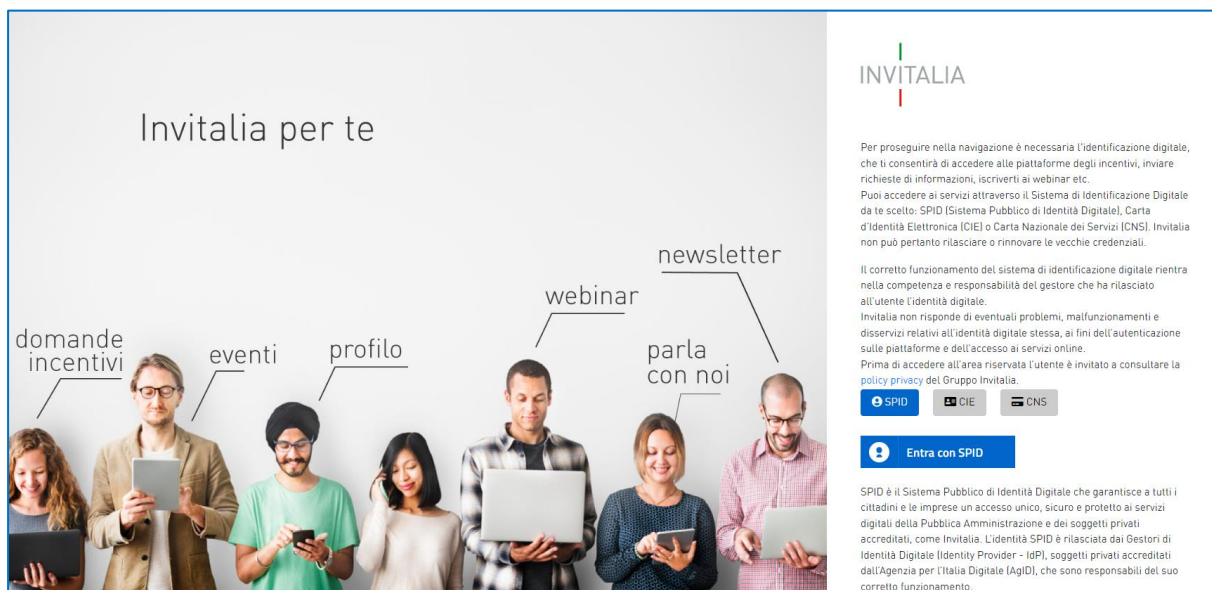 Invitalia per te
newsletter
webinar
domande
incentivi
eventi
profilo
parla
con noi
INVITALIA
Per proseguire nella navigazione è necessaria l'identificazione digitale,
che ti consentirà di accedere alle piattaforme degli incentivi, inviare
richieste di informazioni, iscriverti ai webinar etc.
Puoi accedere ai servizi attraverso il Sistema di Identificazione Digitale
da te scelto: SPID (Sistema Pubblico di Identità Digitale), Carta
d'Identità Elettronica (CIE) o Carta Nazionale dei Servizi (CNS). Invitalia
non può pertanto rilasciare o rinnovare le vecchie credenziali.
Il corretto funzionamento del sistema di identificazione digitale rientra
nella competenza e responsabilità del gestore che ha rilasciato
all'utente l'identità digitale.
Invitalia non risponde di eventuali problemi, malfunzionamenti e
disservizi relativi all'identità digitale stessa, ai fini dell'autenticazione
sulle piattaforme e dell'accesso ai servizi online.
Prima di accedere all'area riservata l'utente è invitato a consultare la
policy privacy del Gruppo Invitalia.
SPID CIE CNS
Entra con SPID
SPID è il Sistema Pubblico di Identità Digitale che garantisce a tutti i
cittadini e le imprese un accesso unico, sicuro e protetto ai servizi
digitali della Pubblica Amministrazione e dei soggetti privati
accreditati, come Invitalia. L'identità SPID è rilasciata dai Gestori di
Identità Digitale (Identity Provider - IdP), soggetti privati accreditati
dall'Agenzia per l'Italia Digitale (AgID), che sono responsabili del suo
corretto funzionamento.